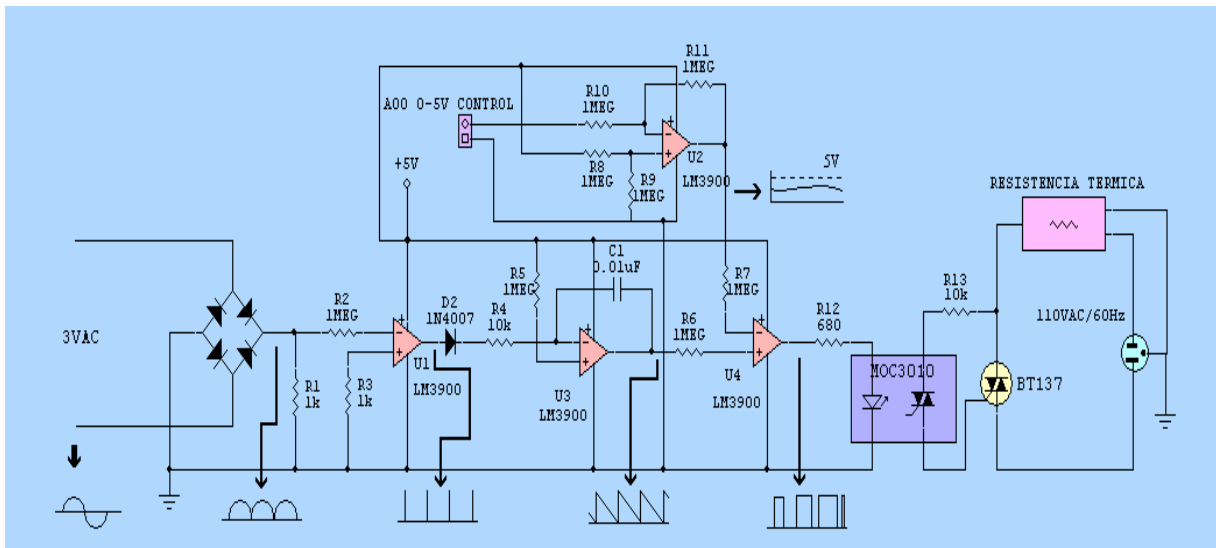 R11
1MEG
R10
1MEG
A00 0-5V CONTROL
+5V
R8
1MEG
R9
1MEG
U2
LM3900
5V
RESISTENCIA TERMICA
C1
0.01uF
R5
1MEG
R7
1MEG
R2
1MEG
D2
1N4007
R4
10k
R6
1MEG
R12
680
R13
10k
3VAC
110VAC/60Hz
R1
1k
R3
1k
U1
LM3900
U3
LM3900
U4
LM3900
MOC3010
BT137